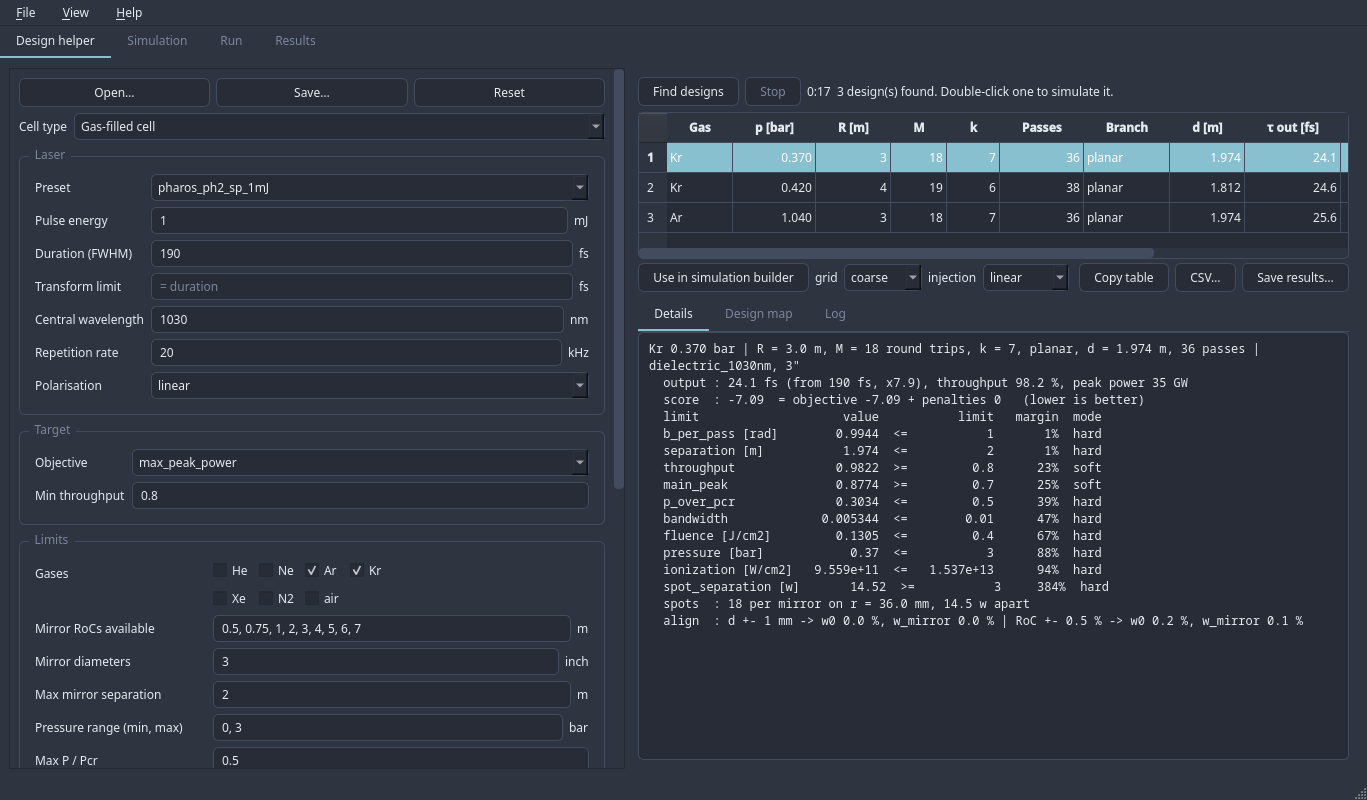 File View Help
Design helper Simulation Run Results
Open... Save... Reset
Cell type Gas-filled cell
Laser
Preset pharos_ph2_sp_1mJ
Pulse energy 1 mJ
Duration (FWHM) 190 fs
Transform limit = duration fs
Central wavelength 1030 nm
Repetition rate 20 kHz
Polarisation linear
Target
Objective max_peak_power
Min throughput 0.8
Limits
Gases He Ne Ar Kr
Xe N2 air
Mirror RoCs available 0.5, 0.75, 1, 2, 3, 4, 5, 6, 7 m
Mirror diameters 3 inch
Max mirror separation 2 m
Pressure range (min, max) 0, 3 bar
Max P / Pcr 0.5
Find designs Stop 0:17 3 design(s) found. Double-click one to simulate it.
Gas p [bar] R [m] M k Passes Branch d [m] τ out [fs]
1 Kr 0.370 3 18 7 36 planar 1.974 24.1
2 Kr 0.420 4 19 6 38 planar 1.812 24.6
3 Ar 1.040 3 18 7 36 planar 1.974 25.6
Use in simulation builder grid coarse injection linear Copy table CSV... Save results...
Details Design map Log
Kr 0.370 bar | R = 3.0 m, M = 18 round trips, k = 7, planar, d = 1.974 m, 36 passes |
dielectric_1030nm, 3"
output : 24.1 fs (from 190 fs, x7.9), throughput 98.2 %, peak power 35 GW
score : -7.09 = objective -7.09 + penalties 0 (lower is better)
limit value limit margin mode
b_per_pass [rad] 0.9944 <= 1 1% hard
separation [m] 1.974 <= 2 1% hard
throughput 0.9822 >= 0.8 23% soft
main_peak 0.8774 >= 0.7 25% soft
p_over_pcr 0.3034 <= 0.5 39% hard
bandwidth 0.005344 <= 0.01 47% hard
fluence [J/cm2] 0.1305 <= 0.4 67% hard
pressure [bar] 0.37 <= 3 88% hard
ionization [W/cm2] 9.559e+11 <= 1.537e+13 94% hard
spot_separation [w] 14.52 >= 3 384% hard
spots : 18 per mirror on r = 36.0 mm, 14.5 w apart
align : d +- 1 mm -> w0 0.0 %, w_mirror 0.0 % | RoC +- 0.5 % -> w0 0.2 %, w_mirror 0.1 %